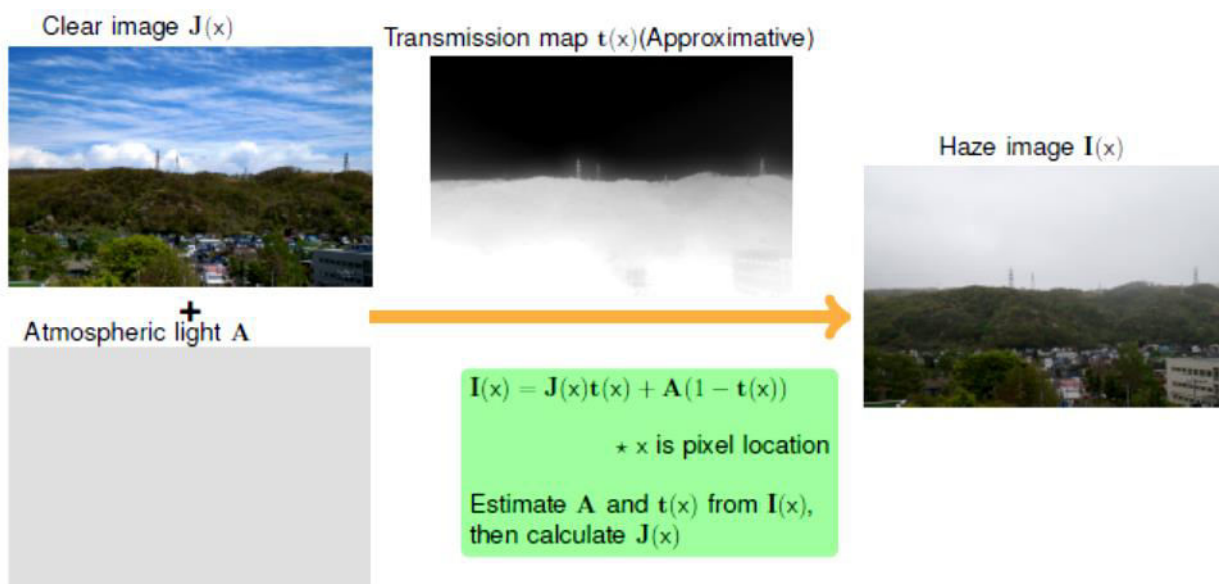 Clear image J(x)
Transmission map t(x)(Approximative)
Haze image I(x)
+
Atmospheric light A
I(x) = J(x)t(x) + A(1 − t(x))
⋆ x is pixel location
Estimate A and t(x) from I(x),
then calculate J(x)